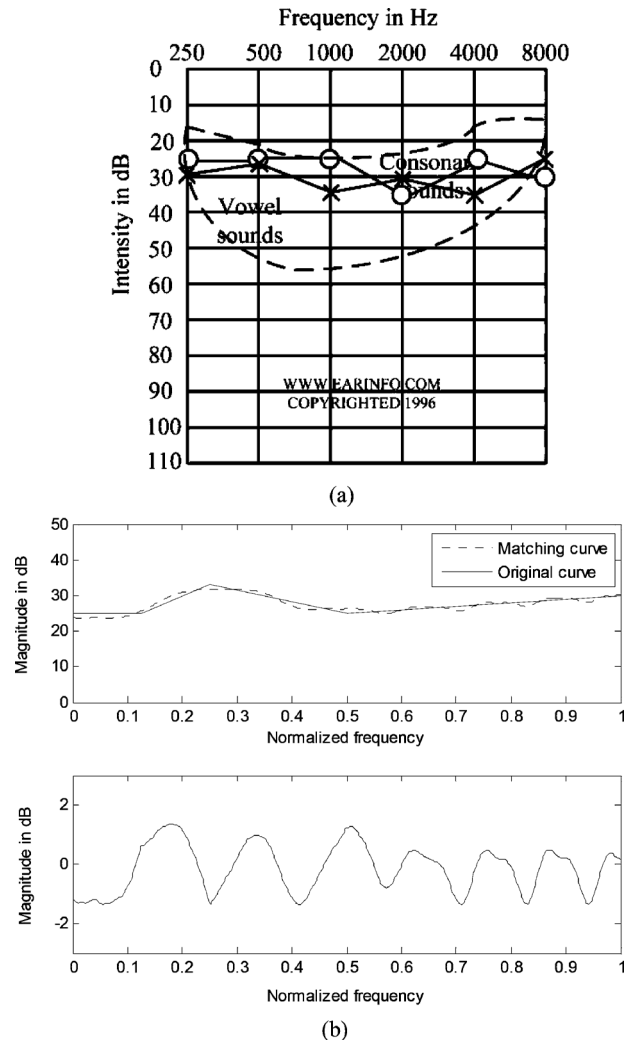 Frequency in Hz
250 500 1000 2000 4000 8000
Intensity in dB
0
10
20
30
40
50
60
70
80
90
100
110
Vowel
sounds
Consonan
ounds
WWW.EARINFO.COM
COPYRIGHTED 1996
(a)
Magnitude in dB
50
40
30
20
10
0
Matching curve
Original curve
0 0.1 0.2 0.3 0.4 0.5 0.6 0.7 0.8 0.9 1
Normalized frequency
Magnitude in dB
2
0
-2
0 0.1 0.2 0.3 0.4 0.5 0.6 0.7 0.8 0.9 1
Normalized frequency
(b)